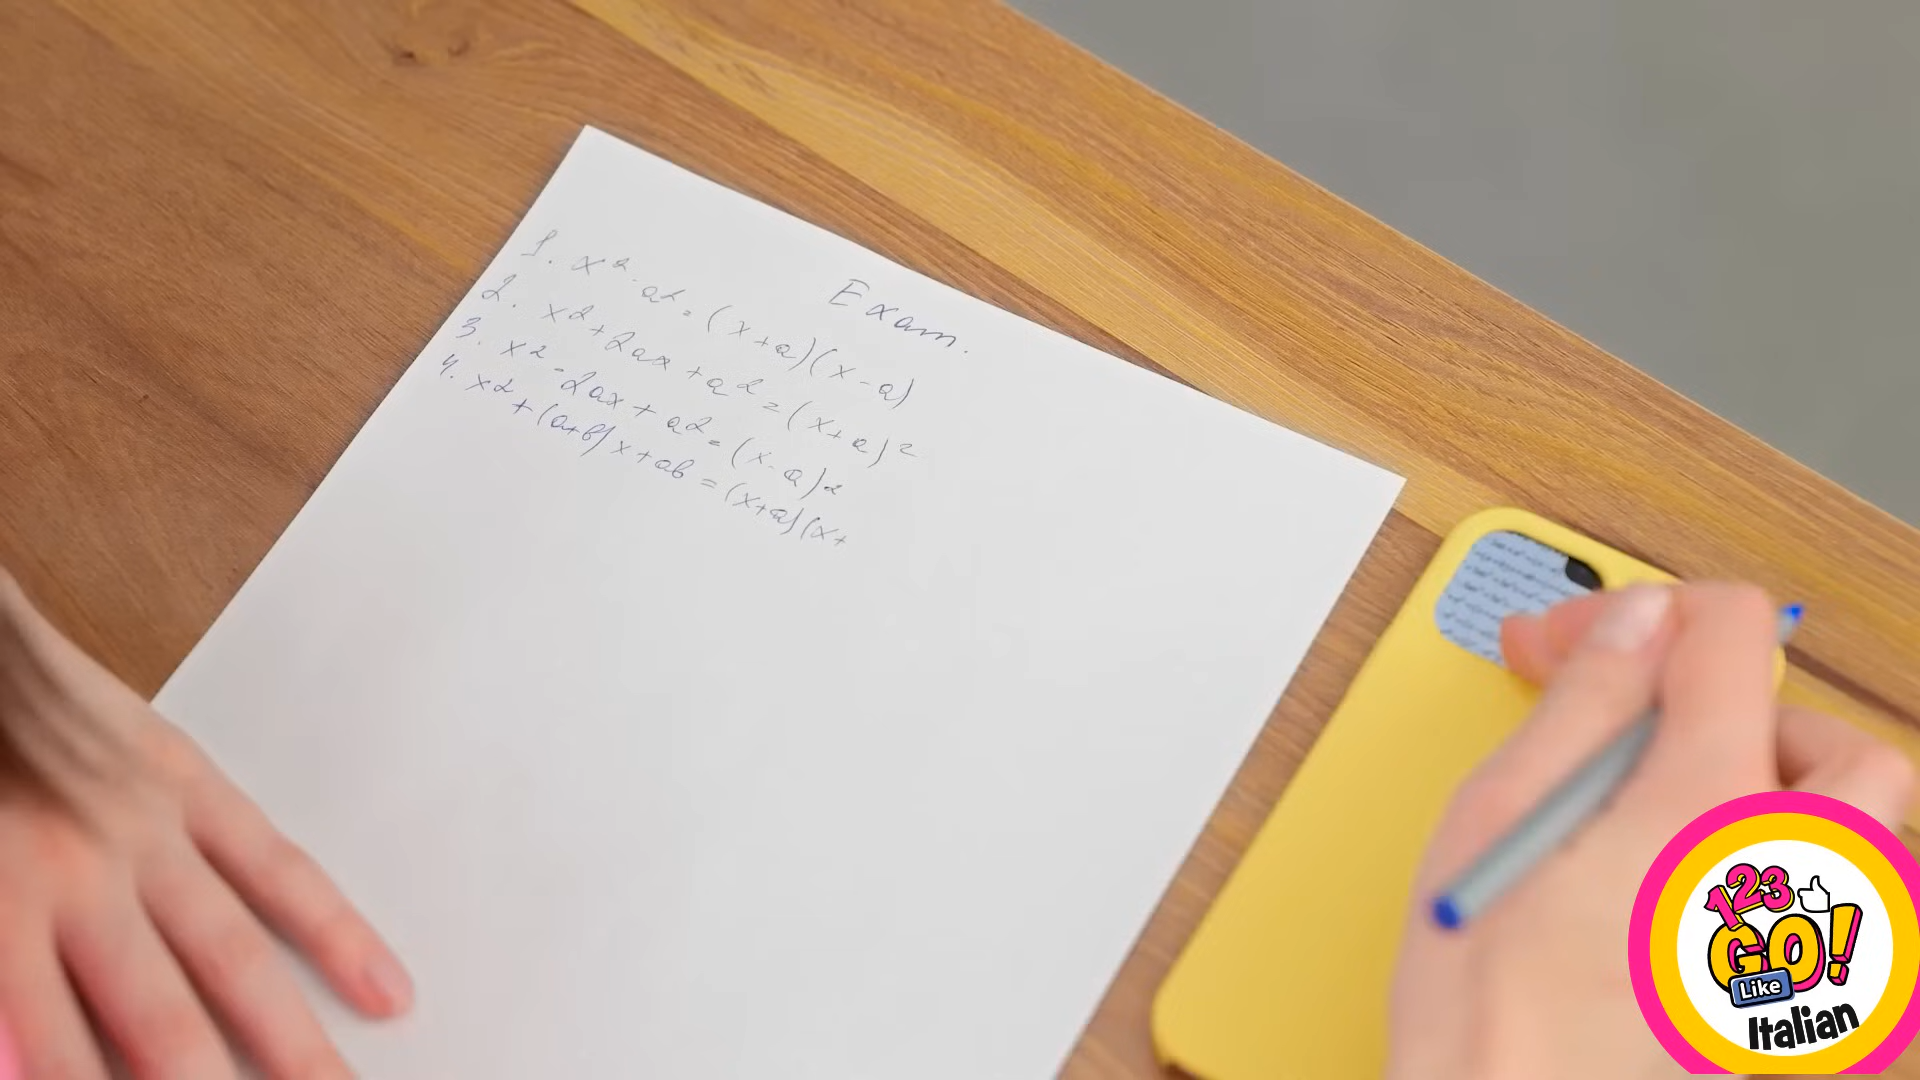 Exam.
1. x². a2 = (x+a)(x-a)
2. x2+2ax+a2=(x+a)²
3. x2-2ax+a2=(x-a)2
4. x2+(a+b)x+ab=(x+a)(x+
123
GO!
Like
Italian